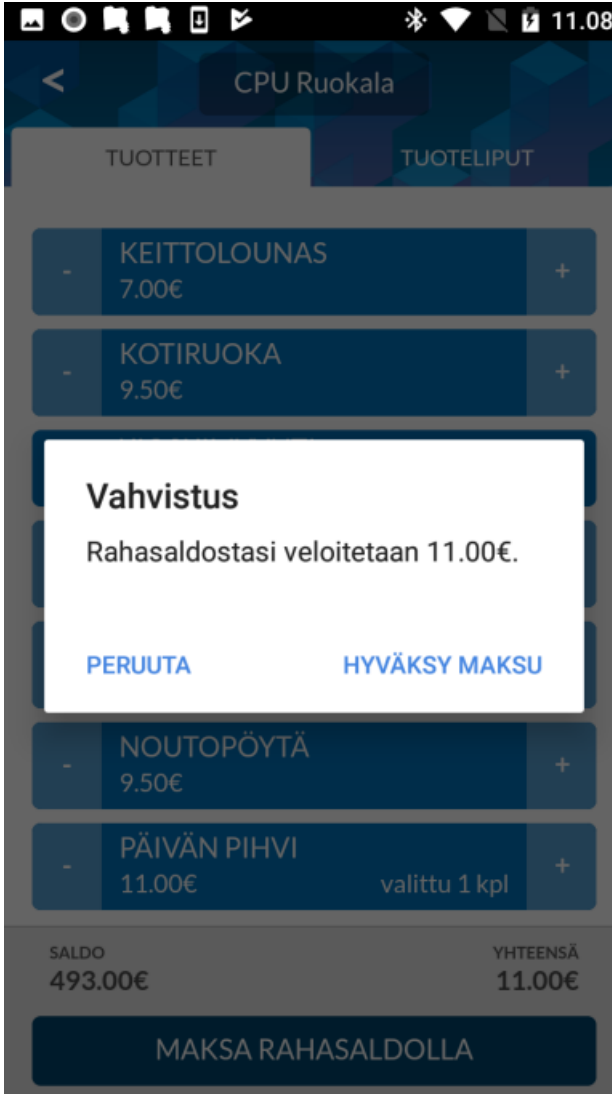 11.08
<
CPU Ruokala
TUOTTEET
TUOTELIPUT
KEITTOLOUNAS
- +
7.00€
KOTIRUOKA
- +
9.50€
Vahvistus
Rahasaldostasi veloitetaan 11.00€.
PERUUTA
HYVÄKSY MAKSU
NOUTOPÖYTÄ
- +
9.50€
PÄIVÄN PIHVI
- +
11.00€ valittu 1 kpl
SALDO
YHTEENSÄ
493.00€
11.00€
MAKSA RAHASALDOLLA